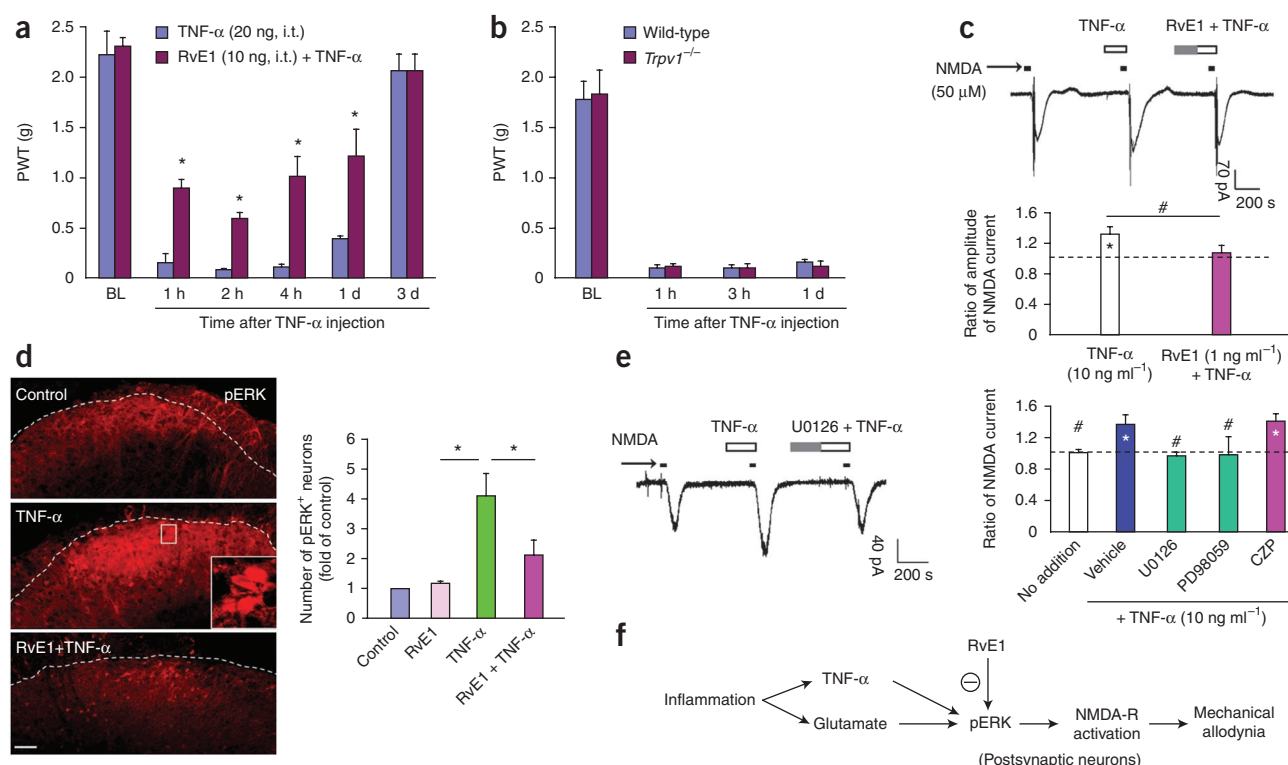 a
TNF-α (20 ng, i.t.)
RvE1 (10 ng, i.t.) + TNF-α
PWT (g)
2.5
2.0
1.5
1.0
0.5
0
*
*
*
*
BL
1 h
2 h
4 h
1 d
3 d
Time after TNF-α injection
b
Wild-type
Trpv1–/–
PWT (g)
2.5
2.0
1.5
1.0
0.5
0
BL
1 h
3 h
1 d
Time after TNF-α injection
c
TNF-α
RvE1 + TNF-α
NMDA
(50 µM)
70 pA
200 s
Ratio of amplitude
of NMDA current
1.6
1.2
0.8
0.4
0
#
*
TNF-α
(10 ng ml−1)
RvE1 (1 ng ml−1)
+ TNF-α
d
Control
pERK
TNF-α
RvE1+TNF-α
Number of pERK+ neurons
(fold of control)
6
5
4
3
2
1
0
*
*
Control
RvE1
TNF-α
RvE1 + TNF-α
e
TNF-α
U0126 + TNF-α
NMDA
40 pA
200 s
Ratio of NMDA current
1.6
1.2
0.8
0.4
0
#
*
#
#
*
No addition
Vehicle
U0126
PD98059
CZP
+ TNF-α (10 ng ml−1)
f
RvE1
TNF-α
Inflammation
Glutamate
pERK
NMDA-R
activation
Mechanical
allodynia
(Postsynaptic neurons)